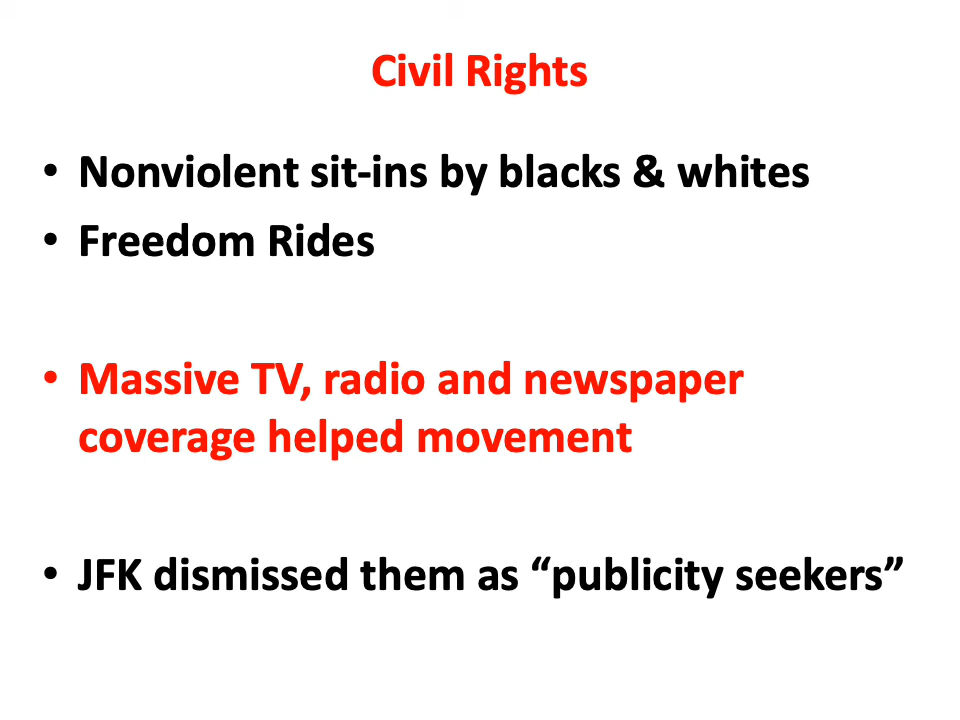 Civil Rights
• Nonviolent sit-ins by blacks & whites
• Freedom Rides
• Massive TV, radio and newspaper
coverage helped movement
• JFK dismissed them as “publicity seekers”